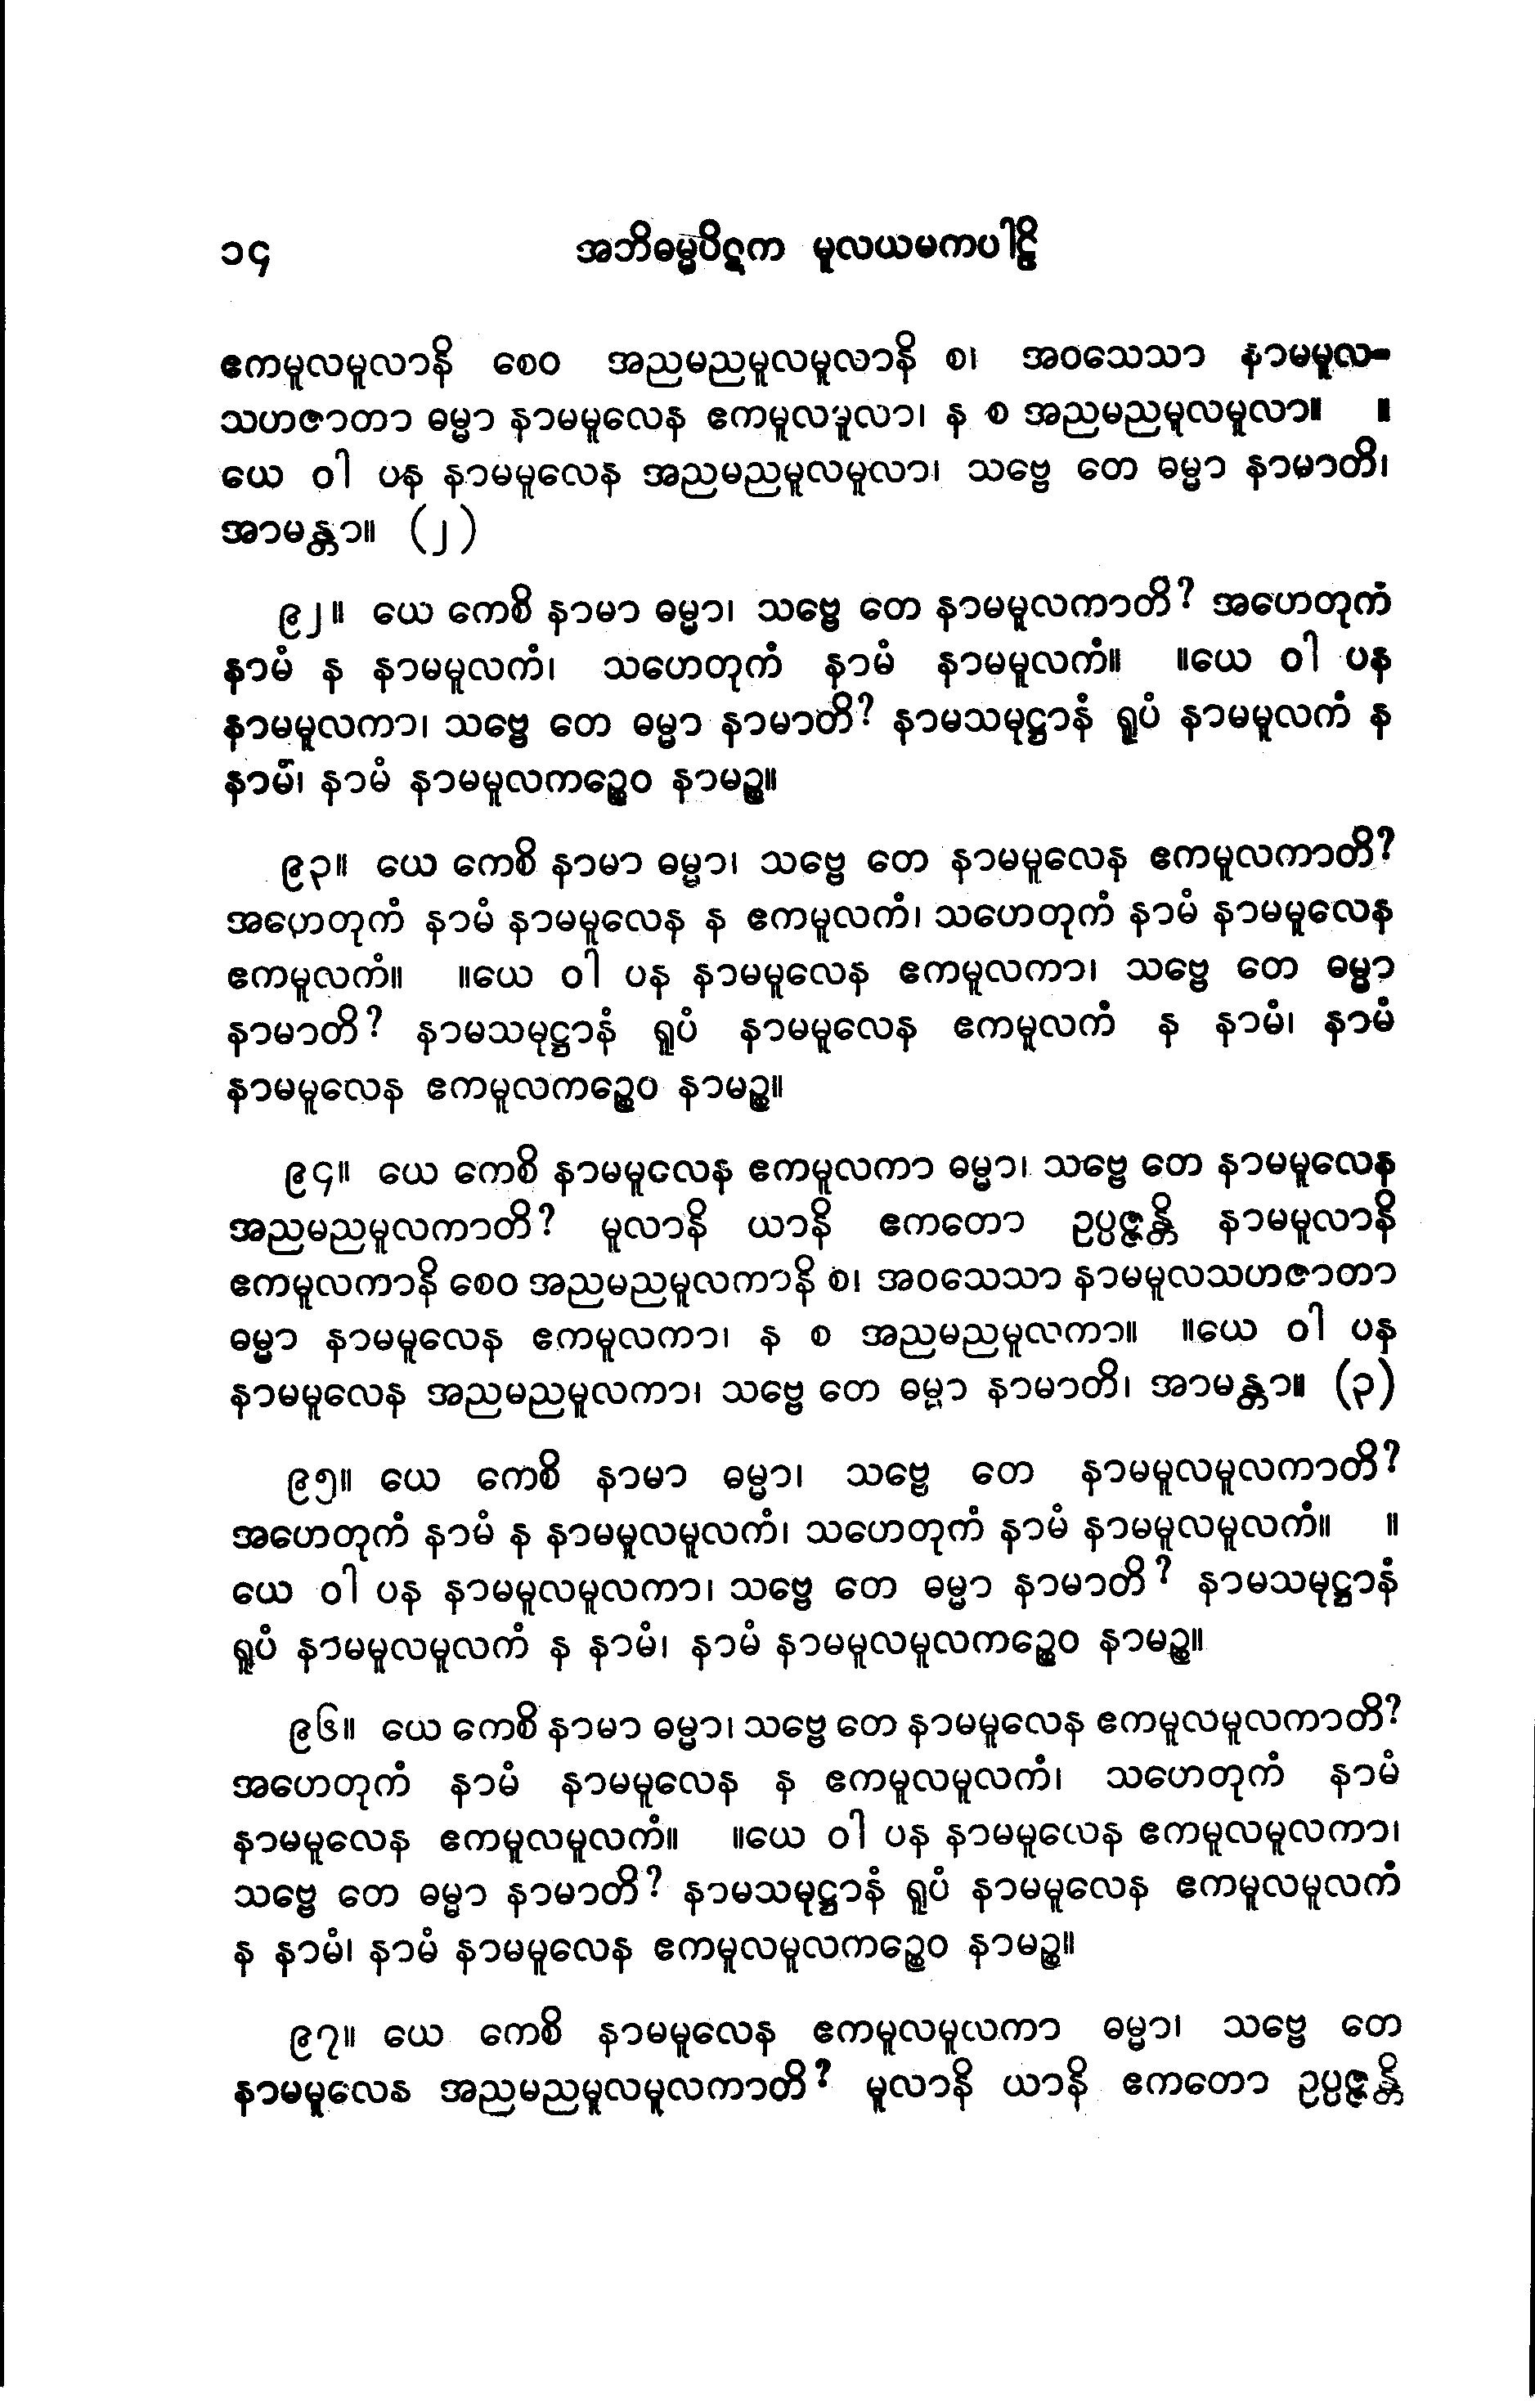 ၁၄ အဘိဓမ္မပိဋက မူလယမကပါဠိ
ဧကမူလမူလာနိ စေဝ အညမညမူလမူလာနိ စ၊ အဝသေသာ နာမမူလ-
သဟဇာတာ ဓမ္မာ နာမမူလေန ဧကမူလမူလာ၊ န စ အညမညမူလမူလာ။ ။
ယေ ဝါ ပန နာမမူလေန အညမညမူလမူလာ၊ သဗ္ဗေ တေ ဓမ္မာ နာမာတိ၊
အာမန္တာ။ (၂)
၉၂။ ယေ ကေစိ နာမာ ဓမ္မာ၊ သဗ္ဗေ တေ နာမမူလကာတိ? အဟေတုကံ
နာမံ န နာမမူလကံ၊ သဟေတုကံ နာမံ နာမမူလကံ။ ။ယေ ဝါ ပန
နာမမူလကာ၊ သဗ္ဗေ တေ ဓမ္မာ နာမာတိ? နာမသမုဋ္ဌာနံ ရူပံ နာမမူလကံ န
နာမံ၊ နာမံ နာမမူလကဉ္စေဝ နာမဉ္စ။
၉၃။ ယေ ကေစိ နာမာ ဓမ္မာ၊ သဗ္ဗေ တေ နာမမူလေန ဧကမူလကာတိ?
အဟေတုကံ နာမံ နာမမူလေန န ဧကမူလကံ၊ သဟေတုကံ နာမံ နာမမူလေန
ဧကမူလကံ။ ။ယေ ဝါ ပန နာမမူလေန ဧကမူလကာ၊ သဗ္ဗေ တေ ဓမ္မာ
နာမာတိ? နာမသမုဋ္ဌာနံ ရူပံ နာမမူလေန ဧကမူလကံ န နာမံ၊ နာမံ
နာမမူလေန ဧကမူလကဉ္စေဝ နာမဉ္စ။
၉၄။ ယေ ကေစိ နာမမူလေန ဧကမူလကာ ဓမ္မာ၊ သဗ္ဗေ တေ နာမမူလေန
အညမညမူလကာတိ? မူလာနိ ယာနိ ဧကတော ဥပ္ပဇ္ဇန္တိ နာမမူလာနိ
ဧကမူလကာနိ စေဝ အညမညမူလကာနိ စ၊ အဝသေသာ နာမမူလသဟဇာတာ
ဓမ္မာ နာမမူလေန ဧကမူလကာ၊ န စ အညမညမူလကာ။ ။ယေ ဝါ ပန
နာမမူလေန အညမညမူလကာ၊ သဗ္ဗေ တေ ဓမ္မာ နာမာတိ၊ အာမန္တာ။ (၃)
၉၅။ ယေ ကေစိ နာမာ ဓမ္မာ၊ သဗ္ဗေ တေ နာမမူလမူလကာတိ?
အဟေတုကံ နာမံ န နာမမူလမူလကံ၊ သဟေတုကံ နာမံ နာမမူလမူလကံ။ ။
ယေ ဝါ ပန နာမမူလမူလကာ၊ သဗ္ဗေ တေ ဓမ္မာ နာမာတိ? နာမသမုဋ္ဌာနံ
ရူပံ နာမမူလမူလကံ န နာမံ၊ နာမံ နာမမူလမူလကဉ္စေဝ နာမဉ္စ။
၉၆။ ယေ ကေစိ နာမာ ဓမ္မာ၊ သဗ္ဗေ တေ နာမမူလေန ဧကမူလမူလကာတိ?
အဟေတုကံ နာမံ နာမမူလေန န ဧကမူလမူလကံ၊ သဟေတုကံ နာမံ
နာမမူလေန ဧကမူလမူလကံ။ ။ယေ ဝါ ပန နာမမူလေန ဧကမူလမူလကာ၊
သဗ္ဗေ တေ ဓမ္မာ နာမာတိ? နာမသမုဋ္ဌာနံ ရူပံ နာမမူလေန ဧကမူလမူလကံ
န နာမံ၊ နာမံ နာမမူလေန ဧကမူလမူလကဉ္စေဝ နာမဉ္စ။
၉၇။ ယေ ကေစိ နာမမူလေန ဧကမူလမူလကာ ဓမ္မာ၊ သဗ္ဗေ တေ
နာမမူလေန အညမညမူလမူလကာတိ? မူလာနိ ယာနိ ဧကတော ဥပ္ပဇ္ဇန္တိ